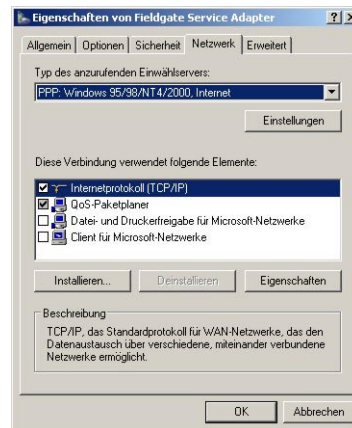 Eigenschaften von Fieldgate Service Adapter
Allgemein Optionen Sicherheit Netzwerk Erweitert
Typ des anzurufenden Einwählservers:
PPP: Windows 95/98/NT4/2000, Internet
Einstellungen
Diese Verbindung verwendet folgende Elemente:
Internetprotokoll (TCP/IP)
QoS-Paketplaner
Datei- und Druckerfreigabe für Microsoft-Netzwerke
Client für Microsoft-Netzwerke
Installieren... Deinstallieren Eigenschaften
Beschreibung
TCP/IP, das Standardprotokoll für WAN-Netzwerke, das den
Datenaustausch über verschiedene, miteinander verbundene
Netzwerke ermöglicht.
OK Abbrechen